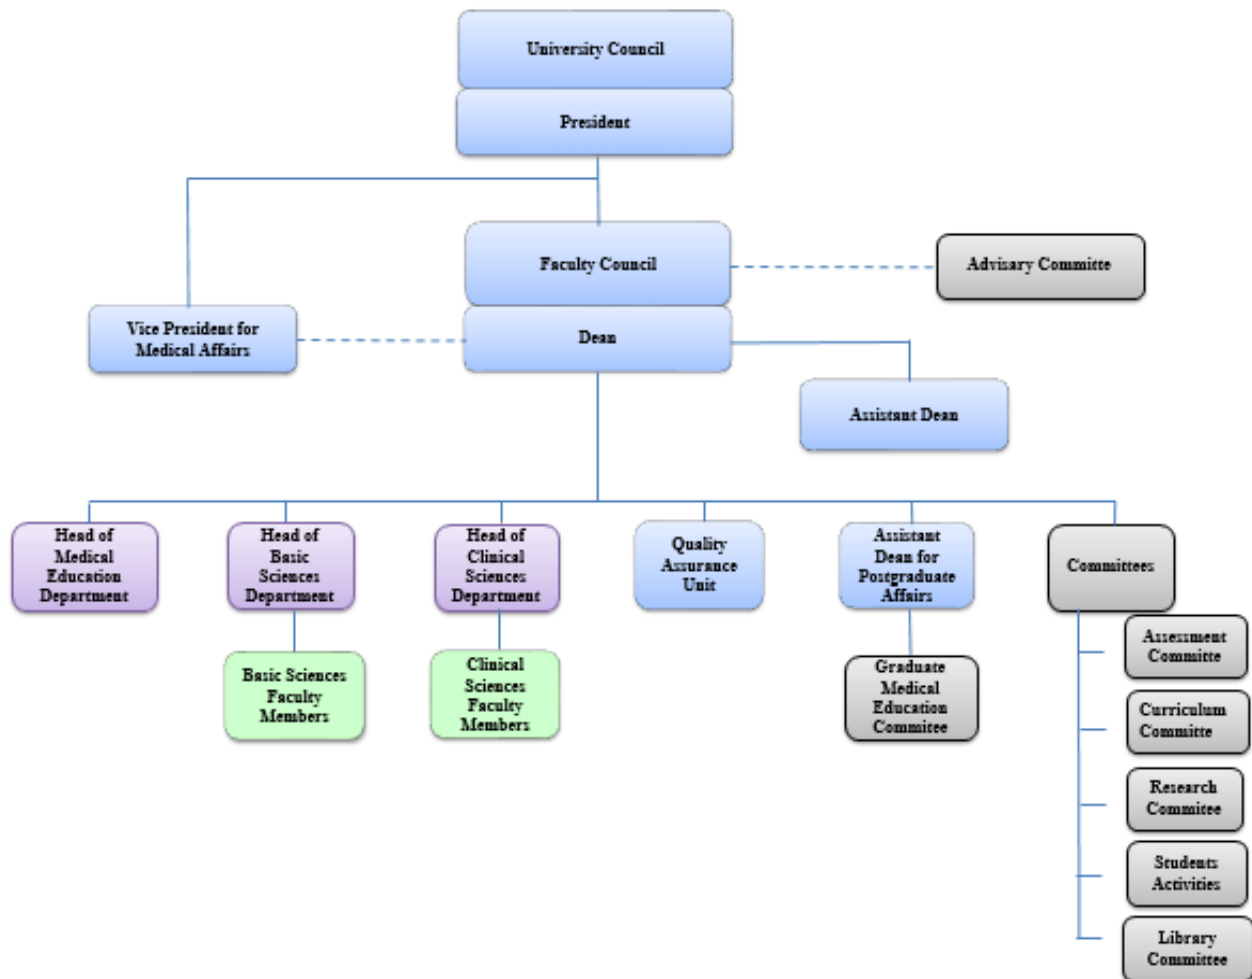 University Council
President
Faculty Council
Advisary Committe
Vice President for
Medical Affairs
Dean
Assistant Dean
Head of
Medical
Education
Department
Head of
Basic
Sciences
Department
Head of
Clinical
Sciences
Department
Quality
Assurance
Unit
Assistant
Dean for
Postgraduate
Affairs
Committees
Basic Sciences
Faculty
Members
Clinical
Sciences
Faculty
Members
Graduate
Medical
Education
Commitee
Assessment
Committe
Curriculum
Committe
Research
Commitee
Students
Activities
Library
Committee